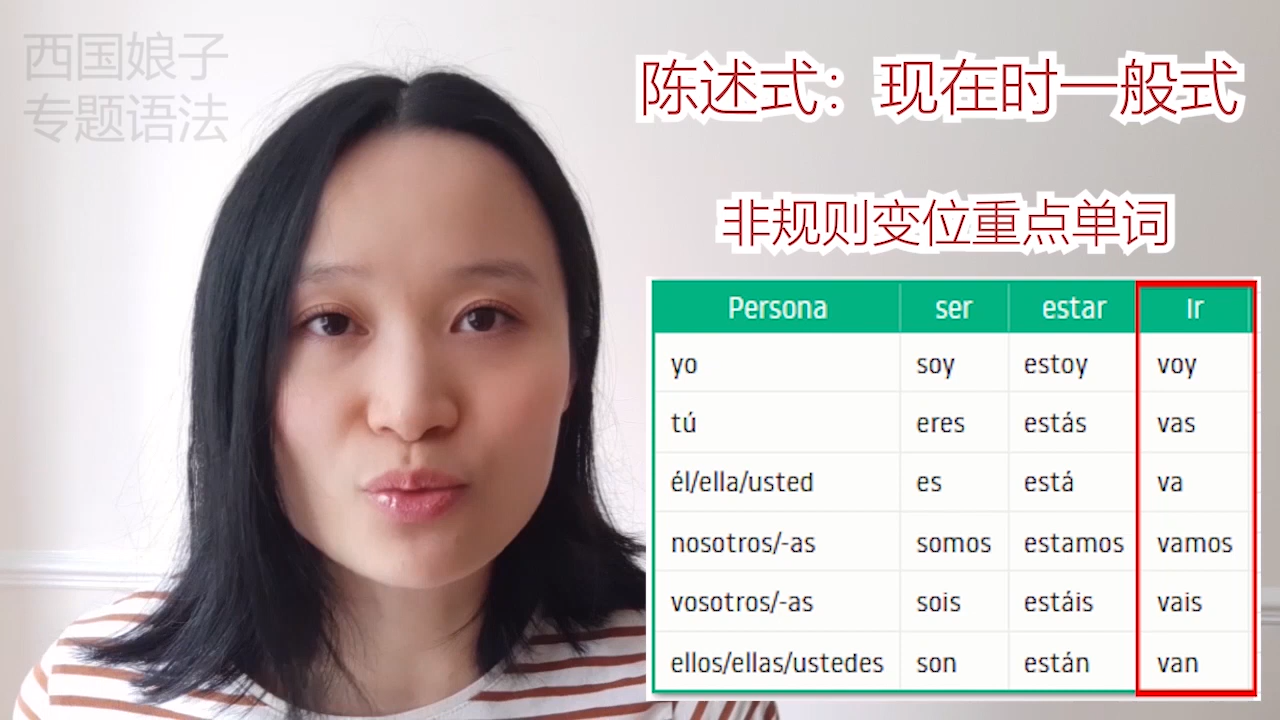 西国娘子
专题语法
陈述式：现在时一般式
非规则变位重点单词
Persona ser estar Ir
yo soy estoy voy
tú eres estás vas
él/ella/usted es está va
nosotros/-as somos estamos vamos
vosotros/-as sois estáis vais
ellos/ellas/ustedes son están van